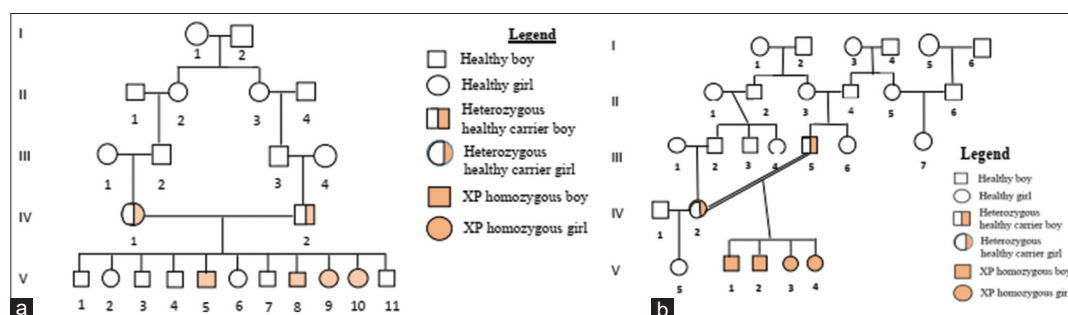 I
1 2
II
1 2 3 4
III
1 2 3 4
IV
1 2
V
1 2 3 4 5 6 7 8 9 10 11
a
Legend
Healthy boy
Healthy girl
Heterozygous
healthy carrier boy
Heterozygous
healthy carrier girl
XP homozygous boy
XP homozygous girl
I
1 2 3 4 5 6
II
1 2 3 4 5 6
III
1 2 3 4 5 6 7
IV
1 2
V
5 1 2 3 4
b
Legend
Healthy boy
Healthy girl
Heterozygous
healthy carrier boy
Heterozygous
healthy carrier girl
XP homozygous boy
XP homozygous girl